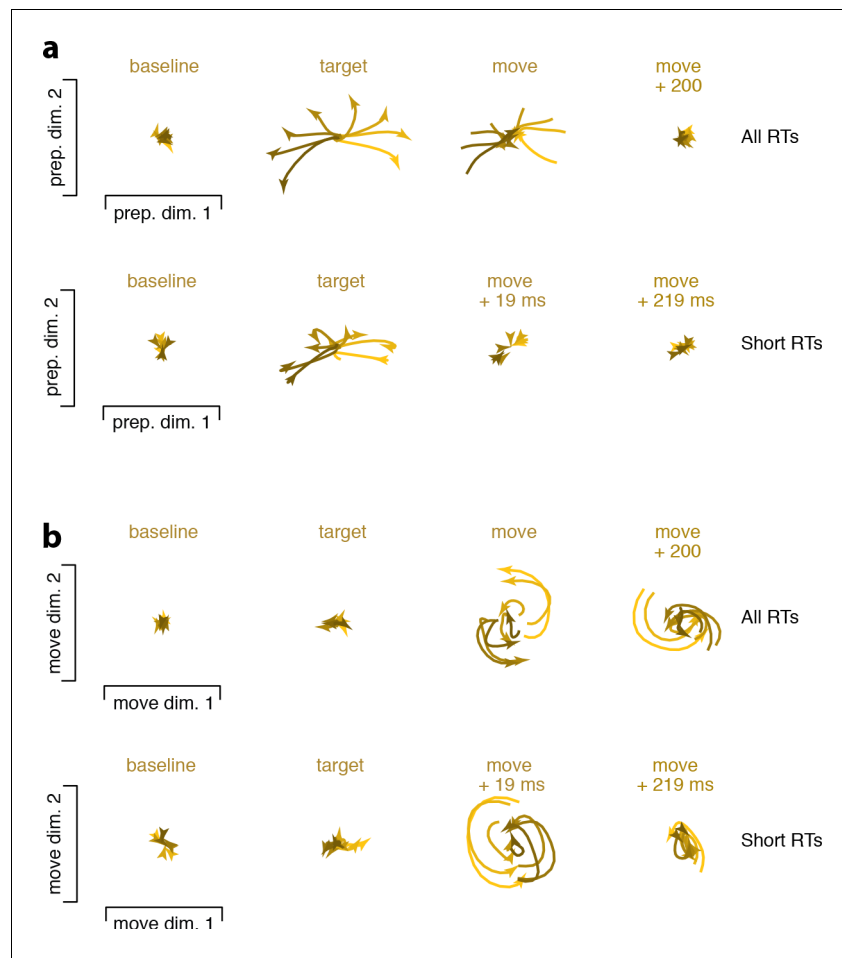 a
baseline
target
move
move
+ 200
prep. dim. 2
All RTs
prep. dim. 1
baseline
target
move
+ 19 ms
move
+ 219 ms
prep. dim. 2
Short RTs
prep. dim. 1
b
baseline
target
move
move
+ 200
move dim. 2
All RTs
move dim. 1
baseline
target
move
+ 19 ms
move
+ 219 ms
move dim. 2
Short RTs
move dim. 1